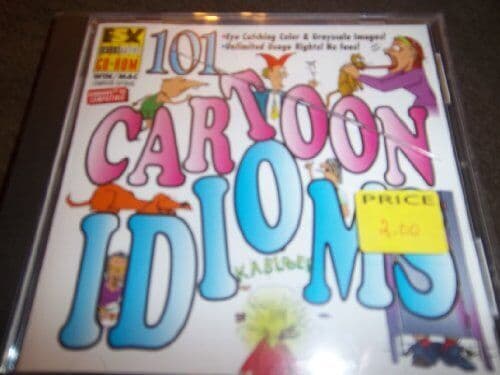 101
•Eye Catching Color & Grayscale Images!
•Unlimited Usage Rights! No fees!
CD-ROM
WIN/MAC
CARTOON
IDIOMS
PRICE
2.00